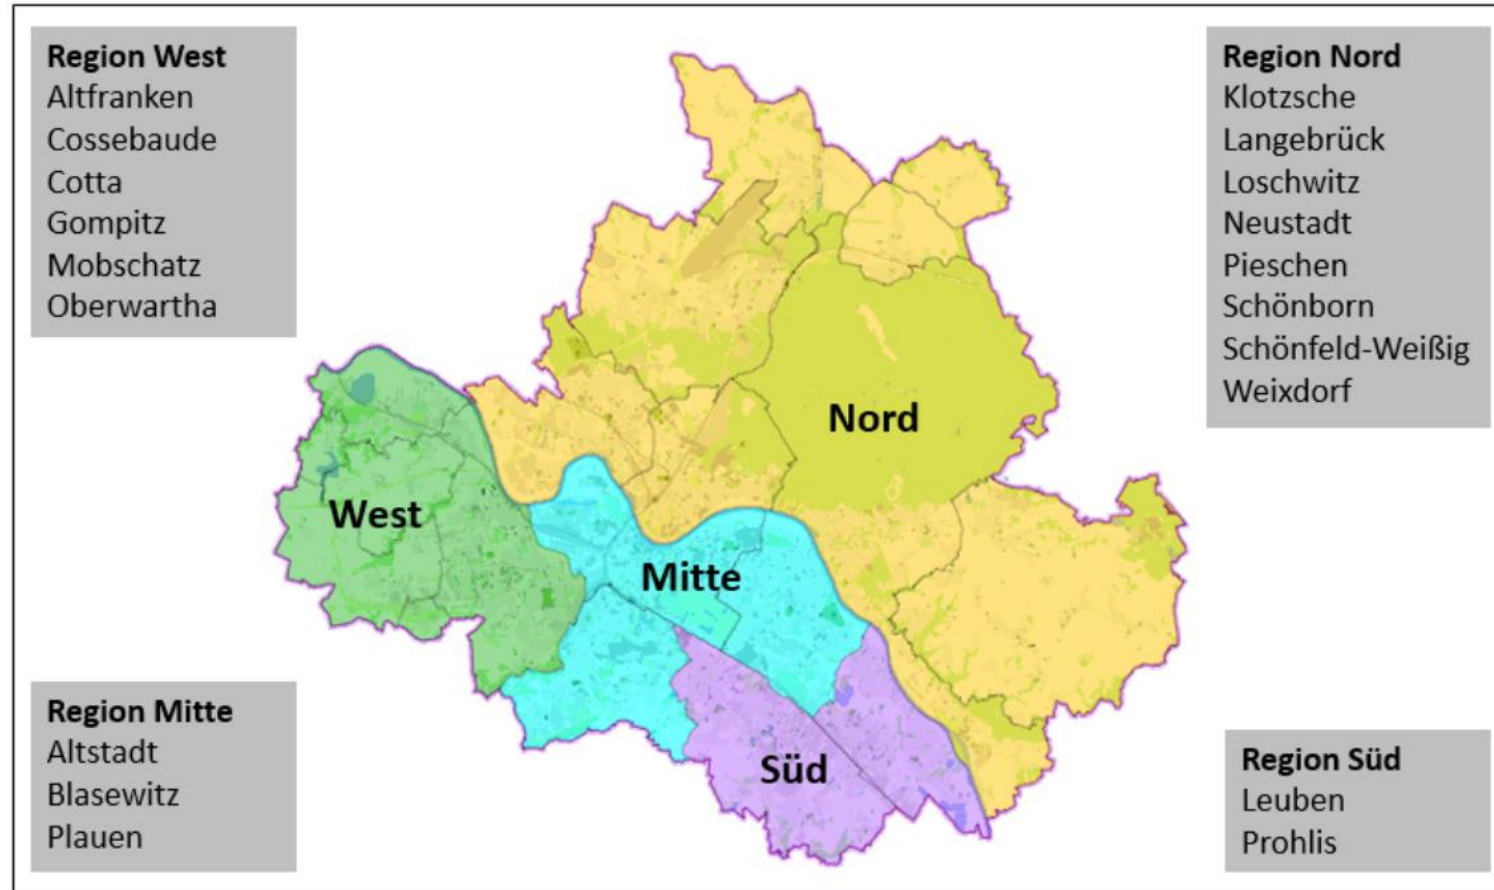 Region West
Altfranken
Cossebaude
Cotta
Gompitz
Mobschatz
Oberwartha
Region Nord
Klotzsche
Langebrück
Loschwitz
Neustadt
Pieschen
Schönborn
Schönfeld-Weißig
Weixdorf
Nord
West
Mitte
Süd
Region Mitte
Altstadt
Blasewitz
Plauen
Region Süd
Leuben
Prohlis